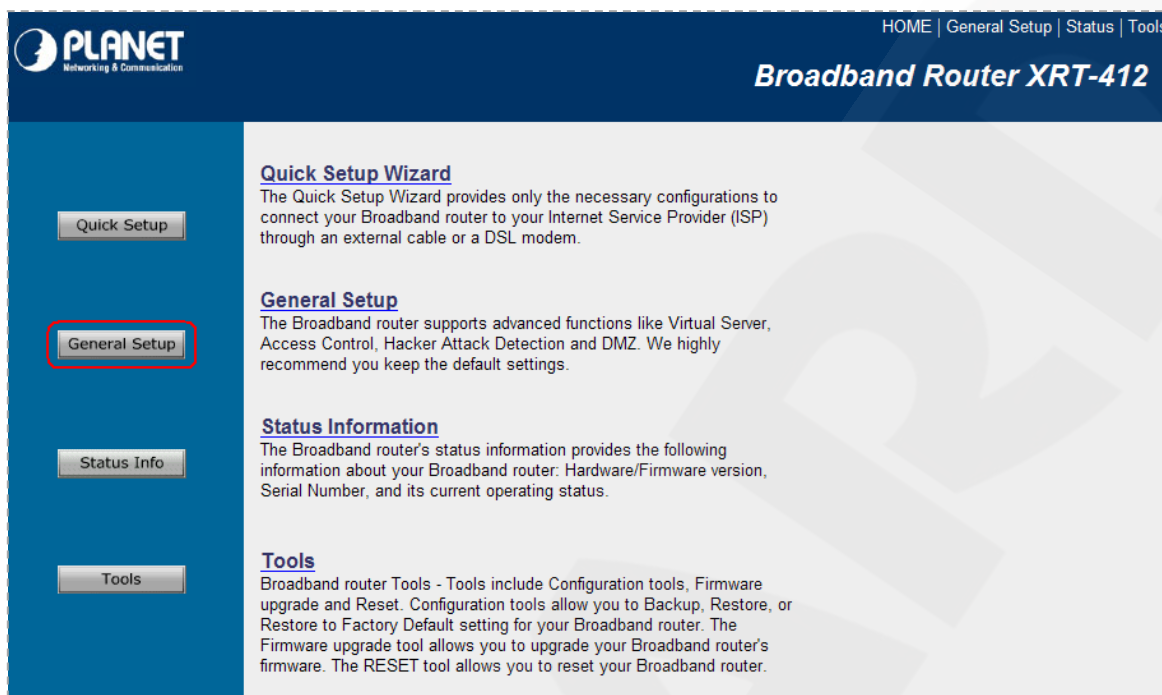 PLANET
Networking & Communication
HOME | General Setup | Status | Tools
Broadband Router XRT-412
Quick Setup
Quick Setup Wizard
The Quick Setup Wizard provides only the necessary configurations to
connect your Broadband router to your Internet Service Provider (ISP)
through an external cable or a DSL modem.
General Setup
General Setup
The Broadband router supports advanced functions like Virtual Server,
Access Control, Hacker Attack Detection and DMZ. We highly
recommend you keep the default settings.
Status Info
Status Information
The Broadband router's status information provides the following
information about your Broadband router: Hardware/Firmware version,
Serial Number, and its current operating status.
Tools
Tools
Broadband router Tools - Tools include Configuration tools, Firmware
upgrade and Reset. Configuration tools allow you to Backup, Restore, or
Restore to Factory Default setting for your Broadband router. The
Firmware upgrade tool allows you to upgrade your Broadband router's
firmware. The RESET tool allows you to reset your Broadband router.